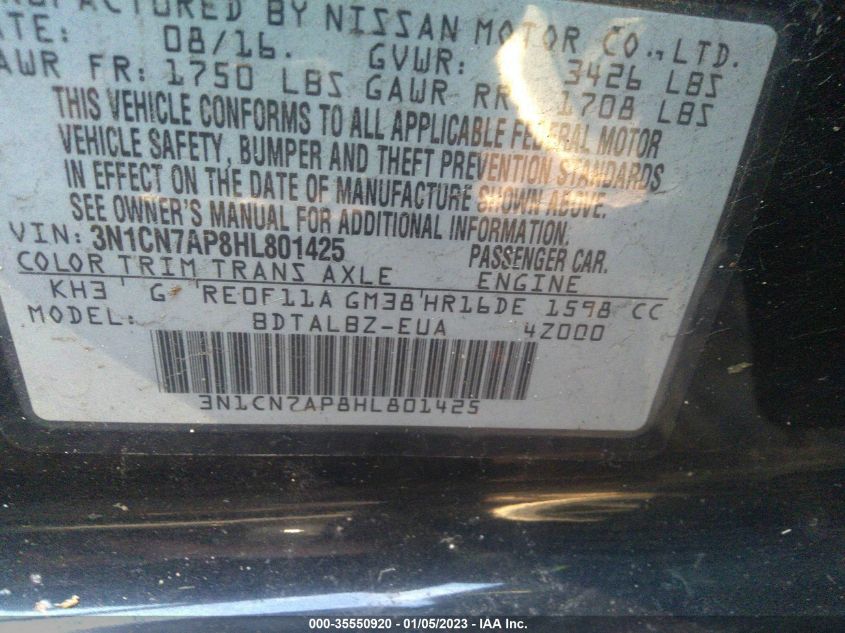 BY NISSAN MOTOR CO., LTD.
08/16. GVWR: 3426 LBS
FR: 1750 LBS GAWR RR 1708 LBS
THIS VEHICLE CONFORMS TO ALL APPLICABLE FEDERAL MOTOR
VEHICLE SAFETY, BUMPER AND THEFT PREVENTION STANDARDS
IN EFFECT ON THE DATE OF MANUFACTURE SHOWN ABOVE.
SEE OWNER'S MANUAL FOR ADDITIONAL INFORMATION.
VIN: 3N1CN7AP8HL801425 PASSENGER CAR.
COLOR TRIM TRANS AXLE ENGINE
KH3 G RE0F11A GM38 HR16DE 1598 CC
MODEL: BDTALBZ-EUA 4Z000
3N1CN7AP8HL801425
000-35550920 - 01/05/2023 - IAA Inc.